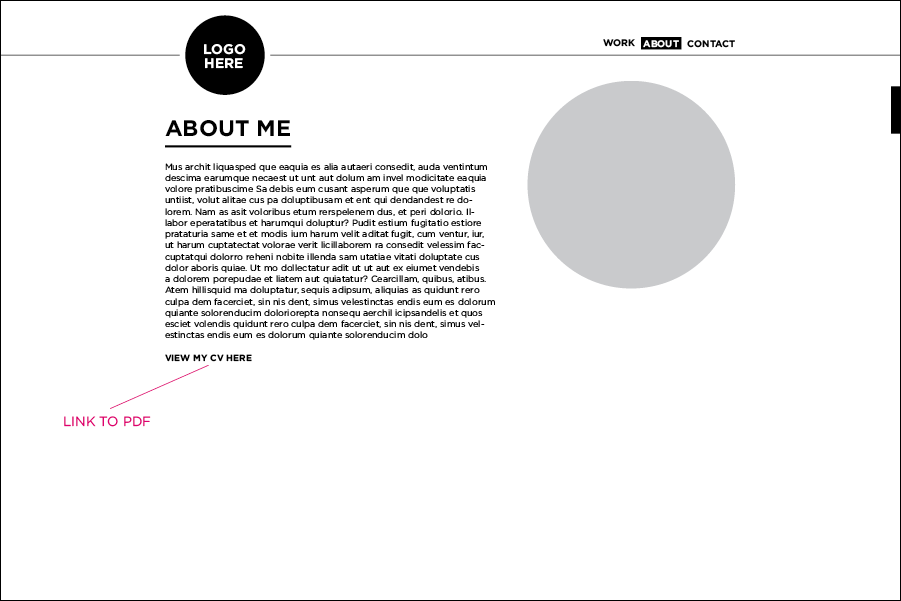 LOGO
HERE
WORK ABOUT CONTACT
ABOUT ME
Mus archit liquasped que eaquia es alia autaeri consedit, auda ventintum
descima earumque necaest ut unt aut dolum am invel modicitate eaquia
volore pratibuscime Sa debis eum cusant asperum que que voluptatis
untiist, volut alitae cus pa doluptibusam et ent qui dendandest re do-
lorem. Nam as asit voloribus etum rerspelenem dus, et peri dolorio. Il-
labor eperatatibus et harumqui doluptur? Pudit estium fugitatio estiore
prataturia same et et modis ium harum velit aditat fugit, cum ventur, iur,
ut harum cuptatectat volorae verit licillaborem ra consedit velessim fac-
cuptatqui dolorro reheni nobite illenda sam utatiae vitati doluptate cus
dolor aboris quiae. Ut mo dollectatur adit ut ut aut ex eiumet vendebis
a dolorem porepudae et liatem aut quiatatur? Cearcillam, quibus, atibus.
Atem hillisquid ma doluptatur, sequis adipsum, aliquias as quidunt rero
culpa dem facerciet, sin nis dent, simus velestinctas endis eum es dolorum
quiante solorenducim doloriorepta nonsequ aerchil icipsandelis et quos
esciet volendis quidunt rero culpa dem facerciet, sin nis dent, simus vel-
estinctas endis eum es dolorum quiante solorenducim dolo
VIEW MY CV HERE
LINK TO PDF